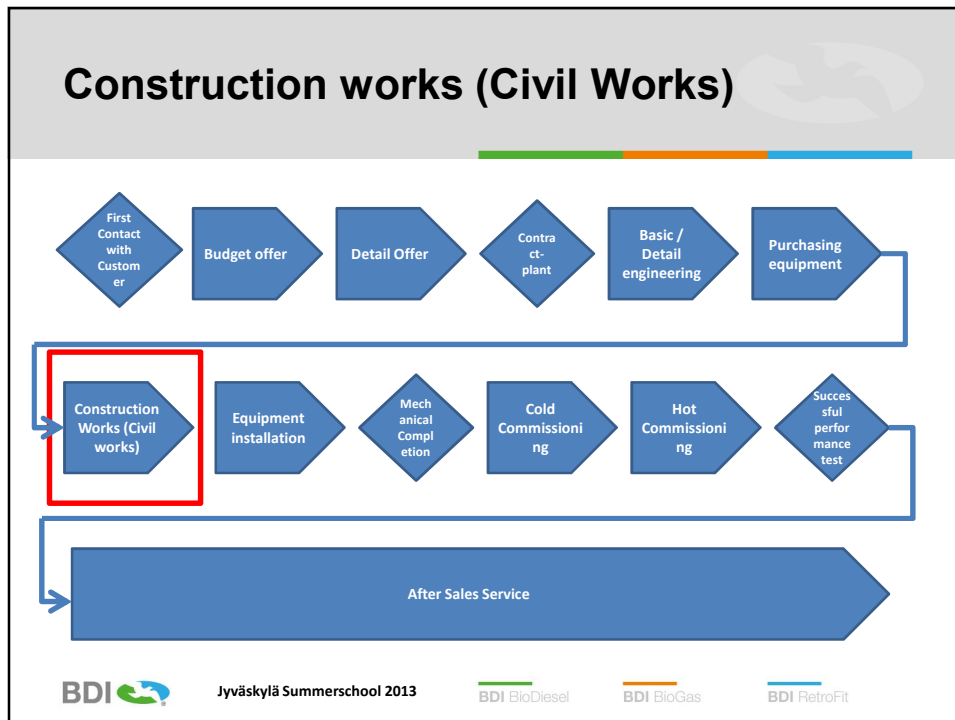 Construction works (Civil Works)
First
Contact
with
Custom
er
Budget offer
Detail Offer
Contra
ct-
plant
Basic /
Detail
engineering
Purchasing
equipment
Construction
Works (Civil
works)
Equipment
installation
Mech
anical
Compl
etion
Cold
Commissioni
ng
Hot
Commissioni
ng
Succes
sful
perfor
mance
test
After Sales Service
BDI ®
Jyväskylä Summerschool 2013
BDI BioDiesel
BDI BioGas
BDI RetroFit